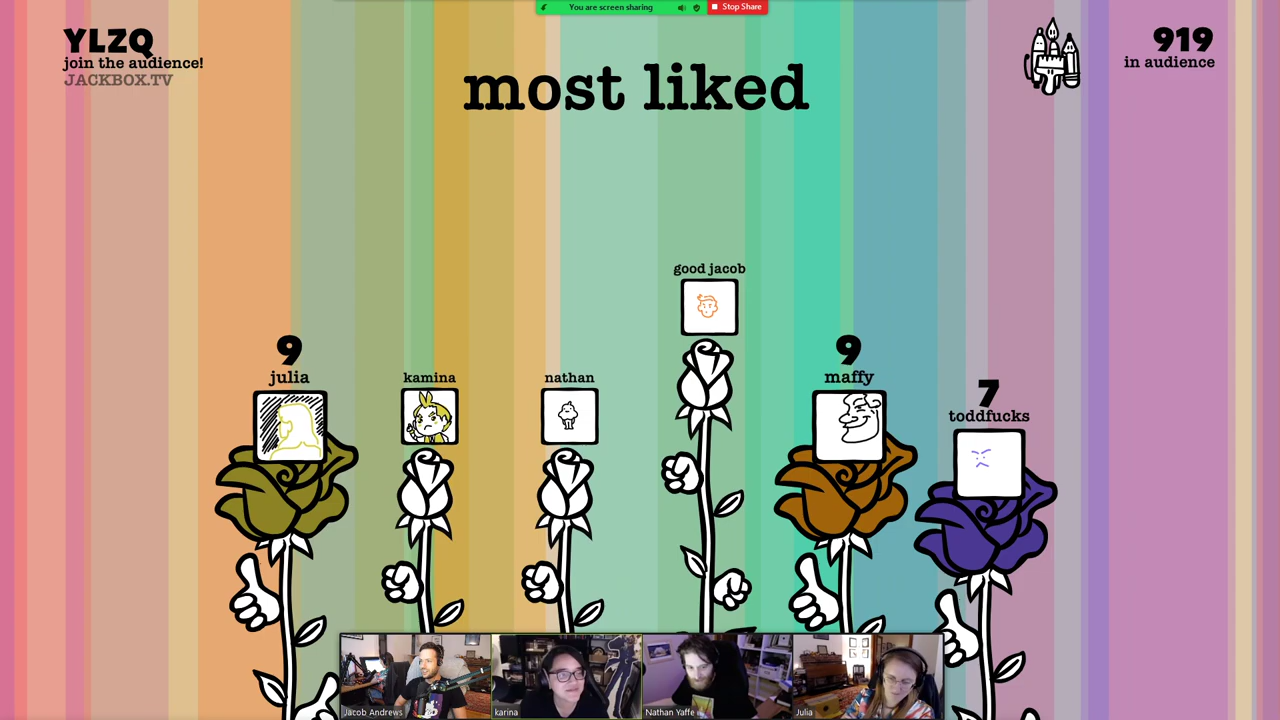 You are screen sharing
Stop Share
YLZQ
join the audience!
JACKBOX.TV
most liked
919
in audience
good jacob
9
julia
kamina
nathan
9
maffy
7
toddfucks
Jacob Andrews
karina
Nathan Yaffe
Julia